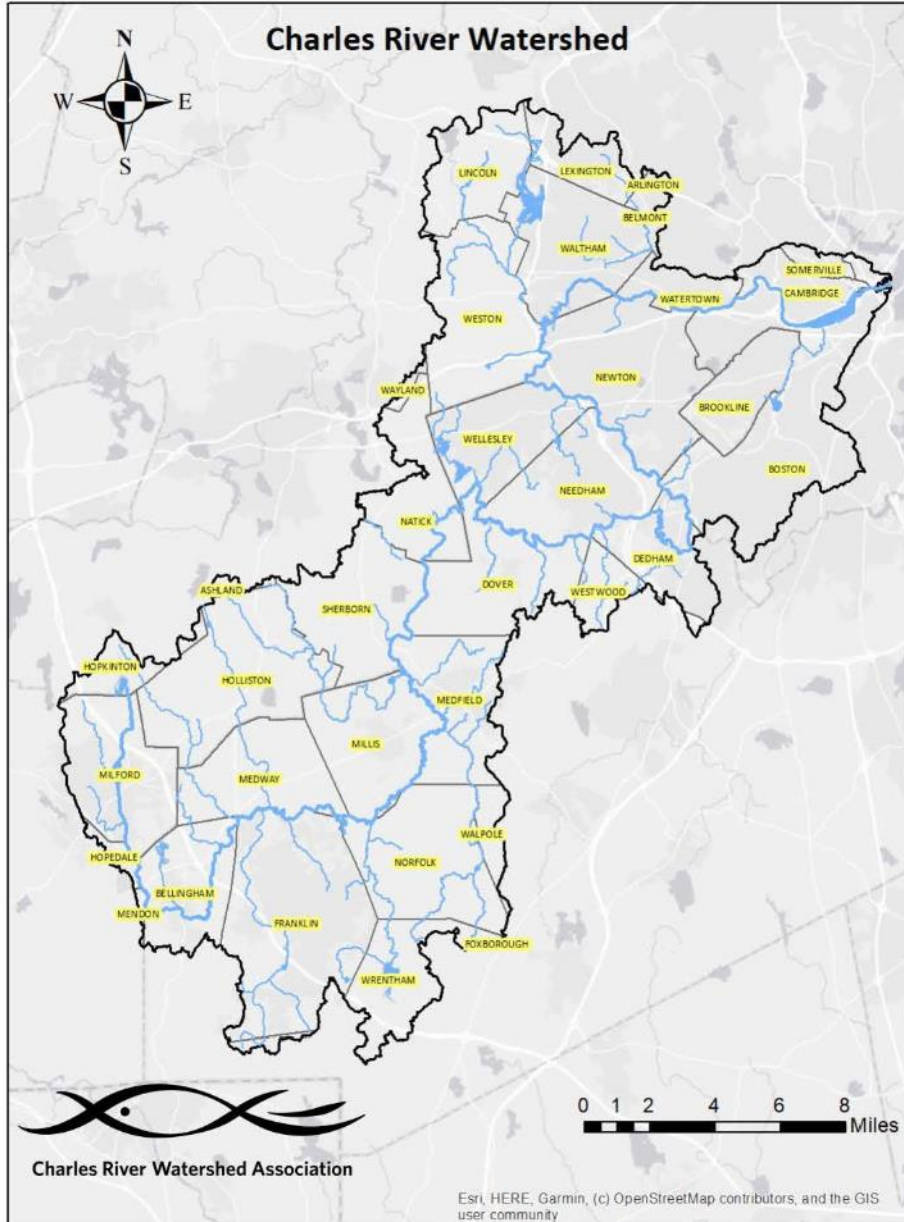 Charles River Watershed
N
W
E
S
LINCOLN
LEXINGTON
ARLINGTON
BELMONT
WALTHAM
SOMERVILLE
CAMBRIDGE
WATERTOWN
WESTON
NEWTON
WAYLAND
BROOKLINE
WELLESLEY
BOSTON
NEEDHAM
NATICK
DEDHAM
DOVER
WESTWOOD
ASHLAND
SHERBORN
HOPKINTON
HOLLISTON
MEDFIELD
MILLIS
MILFORD
MEDWAY
WALPOLE
HOPEDALE
NORFOLK
BELLINGHAM
MENDON
FRANKLIN
FOXBOROUGH
WRENTHAM
0 1 2 4 6 8
Miles
Charles River Watershed Association
Esri, HERE, Garmin, (c) OpenStreetMap contributors, and the GIS
user community